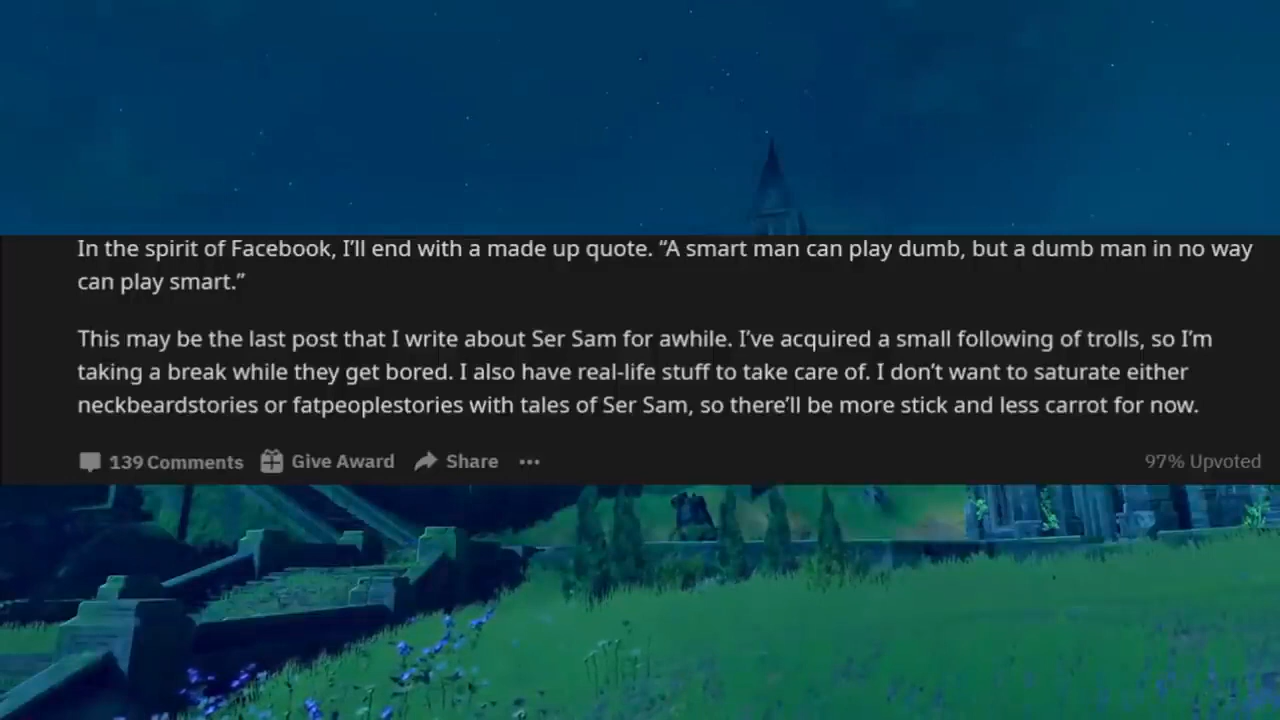 In the spirit of Facebook, I’ll end with a made up quote. “A smart man can play dumb, but a dumb man in no way
can play smart.”
This may be the last post that I write about Ser Sam for awhile. I’ve acquired a small following of trolls, so I’m
taking a break while they get bored. I also have real-life stuff to take care of. I don’t want to saturate either
neckbeardstories or fatpeoplestories with tales of Ser Sam, so there’ll be more stick and less carrot for now.
139 Comments Give Award Share ••• 97% Upvoted